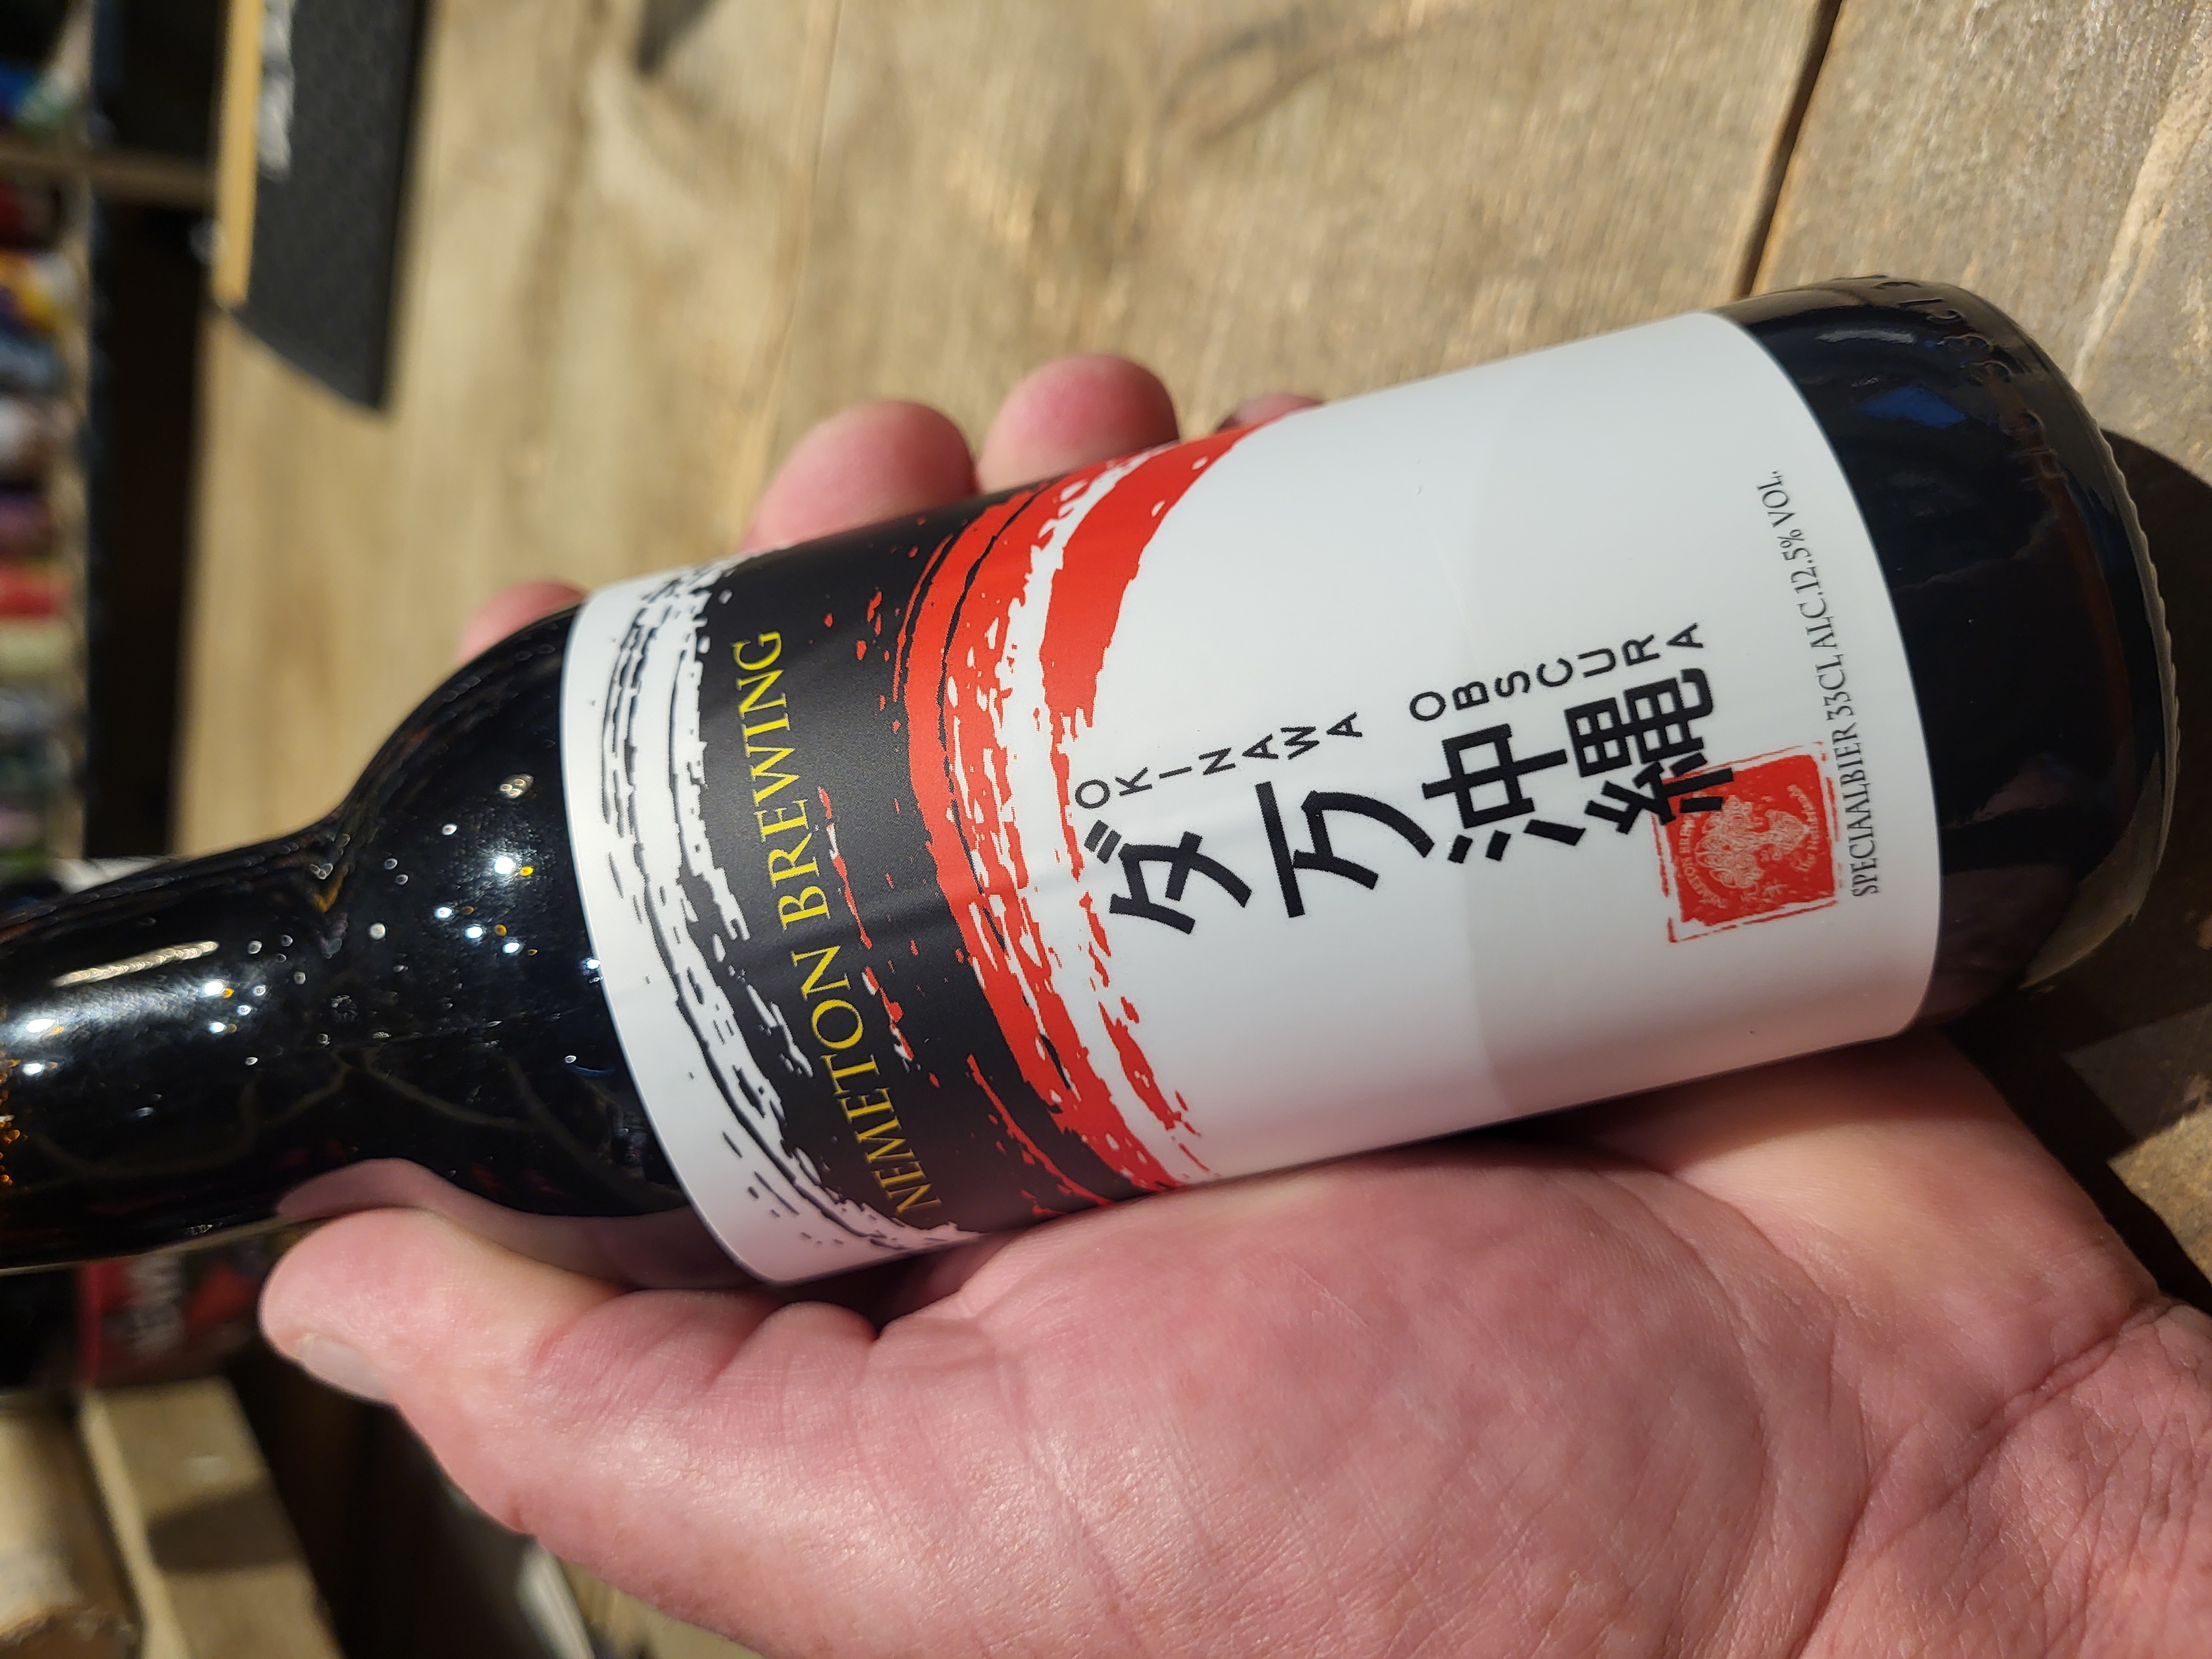 NEMETON BREWING
OKINAWA
OBSCURA
ダーク沖縄
SPECIAALBIER 33CL ALC.12.5% VOL.